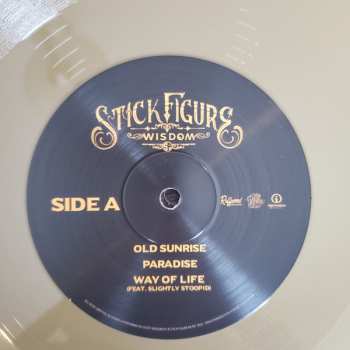 STICK FIGURE
WISDOM
SIDE A
OLD SUNRISE
PARADISE
WAY OF LIFE
(FEAT. SLIGHTLY STOOPID)